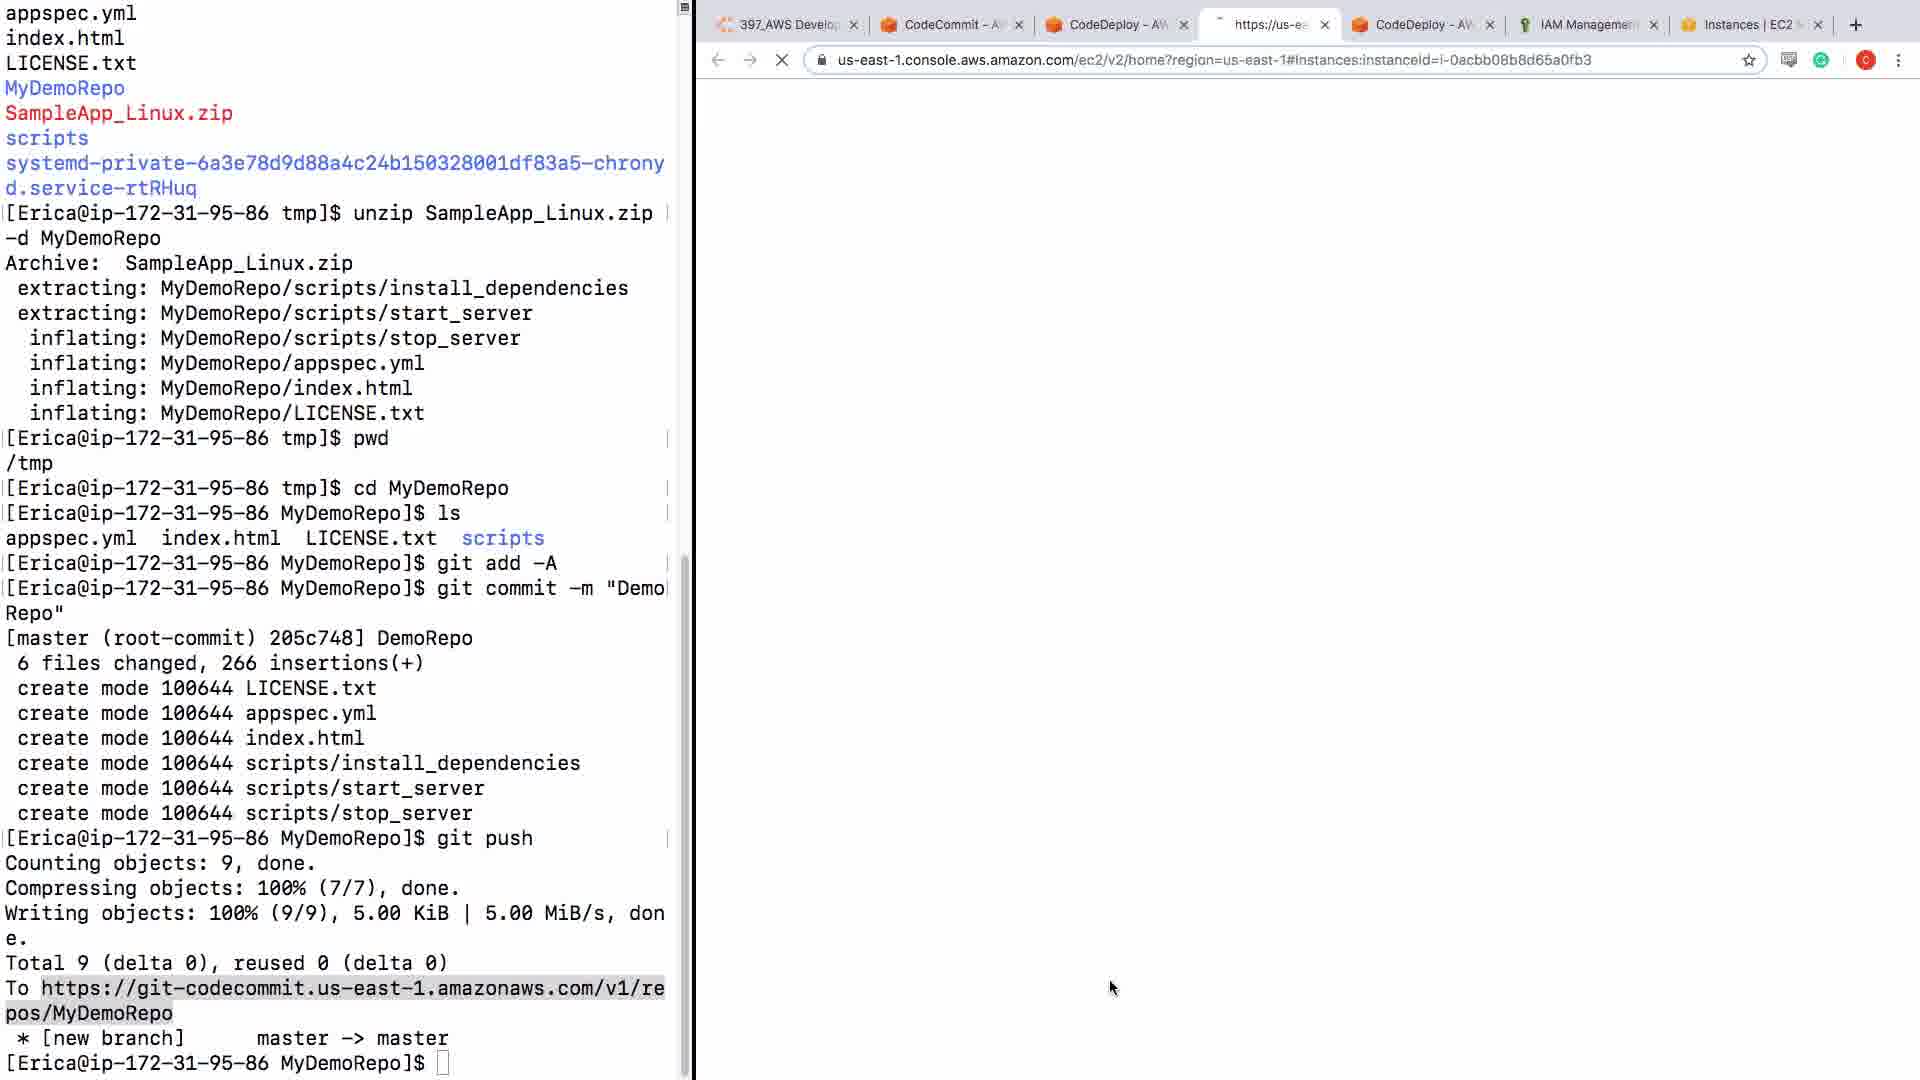 appspec.yml
index.html
LICENSE.txt
MyDemoRepo
SampleApp_Linux.zip
scripts
systemd-private-6a3e78d9d88a4c24b150328001df83a5-chrony
d.service-rtRHuq
[Erica@ip-172-31-95-86 tmp]$ unzip SampleApp_Linux.zip
-d MyDemoRepo
Archive:  SampleApp_Linux.zip
 extracting: MyDemoRepo/scripts/install_dependencies
 extracting: MyDemoRepo/scripts/start_server
  inflating: MyDemoRepo/scripts/stop_server
  inflating: MyDemoRepo/appspec.yml
  inflating: MyDemoRepo/index.html
  inflating: MyDemoRepo/LICENSE.txt
[Erica@ip-172-31-95-86 tmp]$ pwd
/tmp
[Erica@ip-172-31-95-86 tmp]$ cd MyDemoRepo
[Erica@ip-172-31-95-86 MyDemoRepo]$ ls
appspec.yml  index.html  LICENSE.txt  scripts
[Erica@ip-172-31-95-86 MyDemoRepo]$ git add -A
[Erica@ip-172-31-95-86 MyDemoRepo]$ git commit -m "Demo
Repo"
[master (root-commit) 205c748] DemoRepo
 6 files changed, 266 insertions(+)
 create mode 100644 LICENSE.txt
 create mode 100644 appspec.yml
 create mode 100644 index.html
 create mode 100644 scripts/install_dependencies
 create mode 100644 scripts/start_server
 create mode 100644 scripts/stop_server
[Erica@ip-172-31-95-86 MyDemoRepo]$ git push
Counting objects: 9, done.
Compressing objects: 100% (7/7), done.
Writing objects: 100% (9/9), 5.00 KiB | 5.00 MiB/s, don
e.
Total 9 (delta 0), reused 0 (delta 0)
To https://git-codecommit.us-east-1.amazonaws.com/v1/re
pos/MyDemoRepo
 * [new branch]      master -> master
[Erica@ip-172-31-95-86 MyDemoRepo]$
397_AWS Develop
CodeCommit - AW
CodeDeploy - AW
https://us-ea
CodeDeploy - AW
IAM Management
Instances | EC2
us-east-1.console.aws.amazon.com/ec2/v2/home?region=us-east-1#Instances:instanceId=i-0acbb08b8d65a0fb3
C